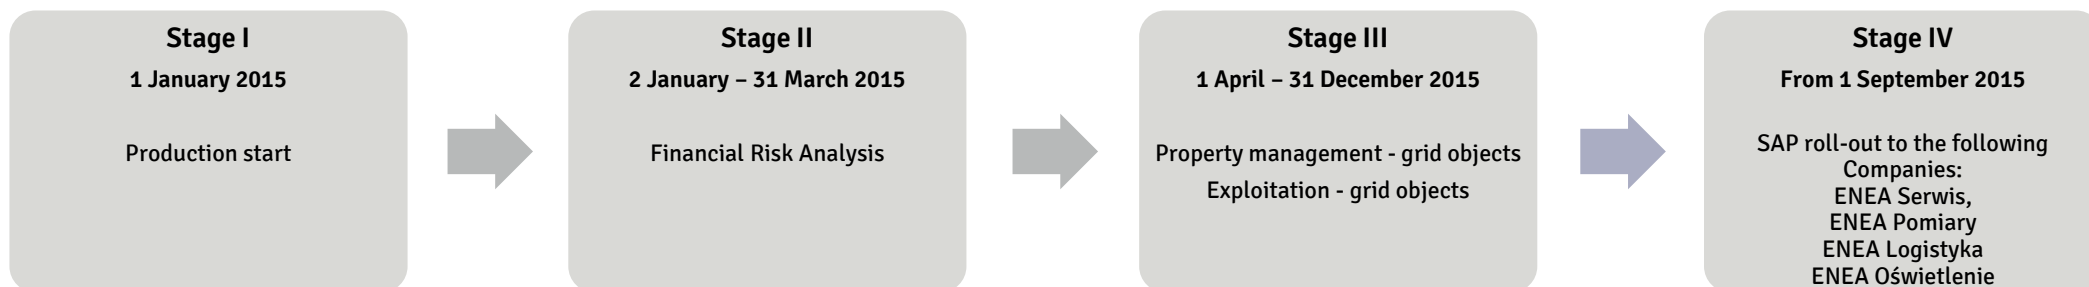 Stage I
1 January 2015
Production start
Stage II
2 January – 31 March 2015
Financial Risk Analysis
Stage III
1 April – 31 December 2015
Property management - grid objects
Exploitation - grid objects
Stage IV
From 1 September 2015
SAP roll-out to the following
Companies:
ENEA Serwis,
ENEA Pomiary
ENEA Logistyka
ENEA Oświetlenie